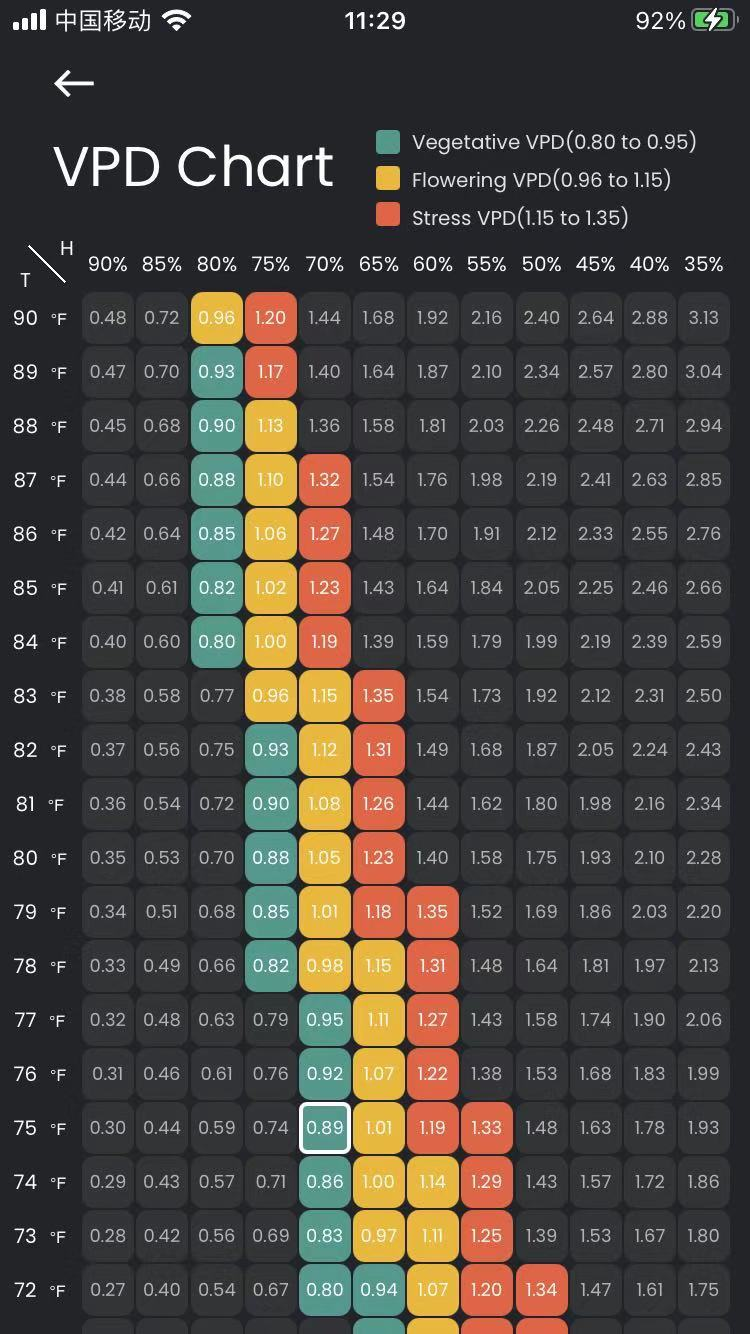 中国移动 11:29 92%
VPD Chart
Vegetative VPD(0.80 to 0.95)
Flowering VPD(0.96 to 1.15)
Stress VPD(1.15 to 1.35)
T H 90% 85% 80% 75% 70% 65% 60% 55% 50% 45% 40% 35%
90 °F 0.48 0.72 0.96 1.20 1.44 1.68 1.92 2.16 2.40 2.64 2.88 3.13
89 °F 0.47 0.70 0.93 1.17 1.40 1.64 1.87 2.10 2.34 2.57 2.80 3.04
88 °F 0.45 0.68 0.90 1.13 1.36 1.58 1.81 2.03 2.26 2.48 2.71 2.94
87 °F 0.44 0.66 0.88 1.10 1.32 1.54 1.76 1.98 2.19 2.41 2.63 2.85
86 °F 0.42 0.64 0.85 1.06 1.27 1.48 1.70 1.91 2.12 2.33 2.55 2.76
85 °F 0.41 0.61 0.82 1.02 1.23 1.43 1.64 1.84 2.05 2.25 2.46 2.66
84 °F 0.40 0.60 0.80 1.00 1.19 1.39 1.59 1.79 1.99 2.19 2.39 2.59
83 °F 0.38 0.58 0.77 0.96 1.15 1.35 1.54 1.73 1.92 2.12 2.31 2.50
82 °F 0.37 0.56 0.75 0.93 1.12 1.31 1.49 1.68 1.87 2.05 2.24 2.43
81 °F 0.36 0.54 0.72 0.90 1.08 1.26 1.44 1.62 1.80 1.98 2.16 2.34
80 °F 0.35 0.53 0.70 0.88 1.05 1.23 1.40 1.58 1.75 1.93 2.10 2.28
79 °F 0.34 0.51 0.68 0.85 1.01 1.18 1.35 1.52 1.69 1.86 2.03 2.20
78 °F 0.33 0.49 0.66 0.82 0.98 1.15 1.31 1.48 1.64 1.81 1.97 2.13
77 °F 0.32 0.48 0.63 0.79 0.95 1.11 1.27 1.43 1.58 1.74 1.90 2.06
76 °F 0.31 0.46 0.61 0.76 0.92 1.07 1.22 1.38 1.53 1.68 1.83 1.99
75 °F 0.30 0.44 0.59 0.74 0.89 1.01 1.19 1.33 1.48 1.63 1.78 1.93
74 °F 0.29 0.43 0.57 0.71 0.86 1.00 1.14 1.29 1.43 1.57 1.72 1.86
73 °F 0.28 0.42 0.56 0.69 0.83 0.97 1.11 1.25 1.39 1.53 1.67 1.80
72 °F 0.27 0.40 0.54 0.67 0.80 0.94 1.07 1.20 1.34 1.47 1.61 1.75